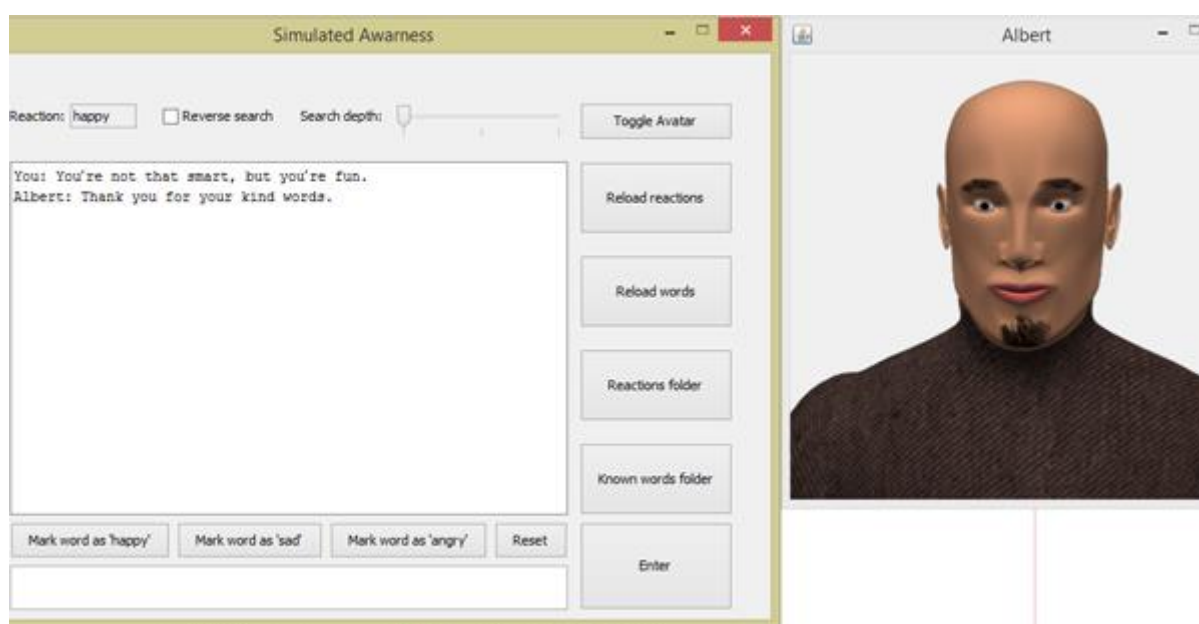 Simulated Awarness
Albert
Reaction: happy
Reverse search
Search depth:
Toggle Avatar
You: You're not that smart, but you're fun.
Albert: Thank you for your kind words.
Reload reactions
Reload words
Reactions folder
Known words folder
Mark word as 'happy'
Mark word as 'sad'
Mark word as 'angry'
Reset
Enter